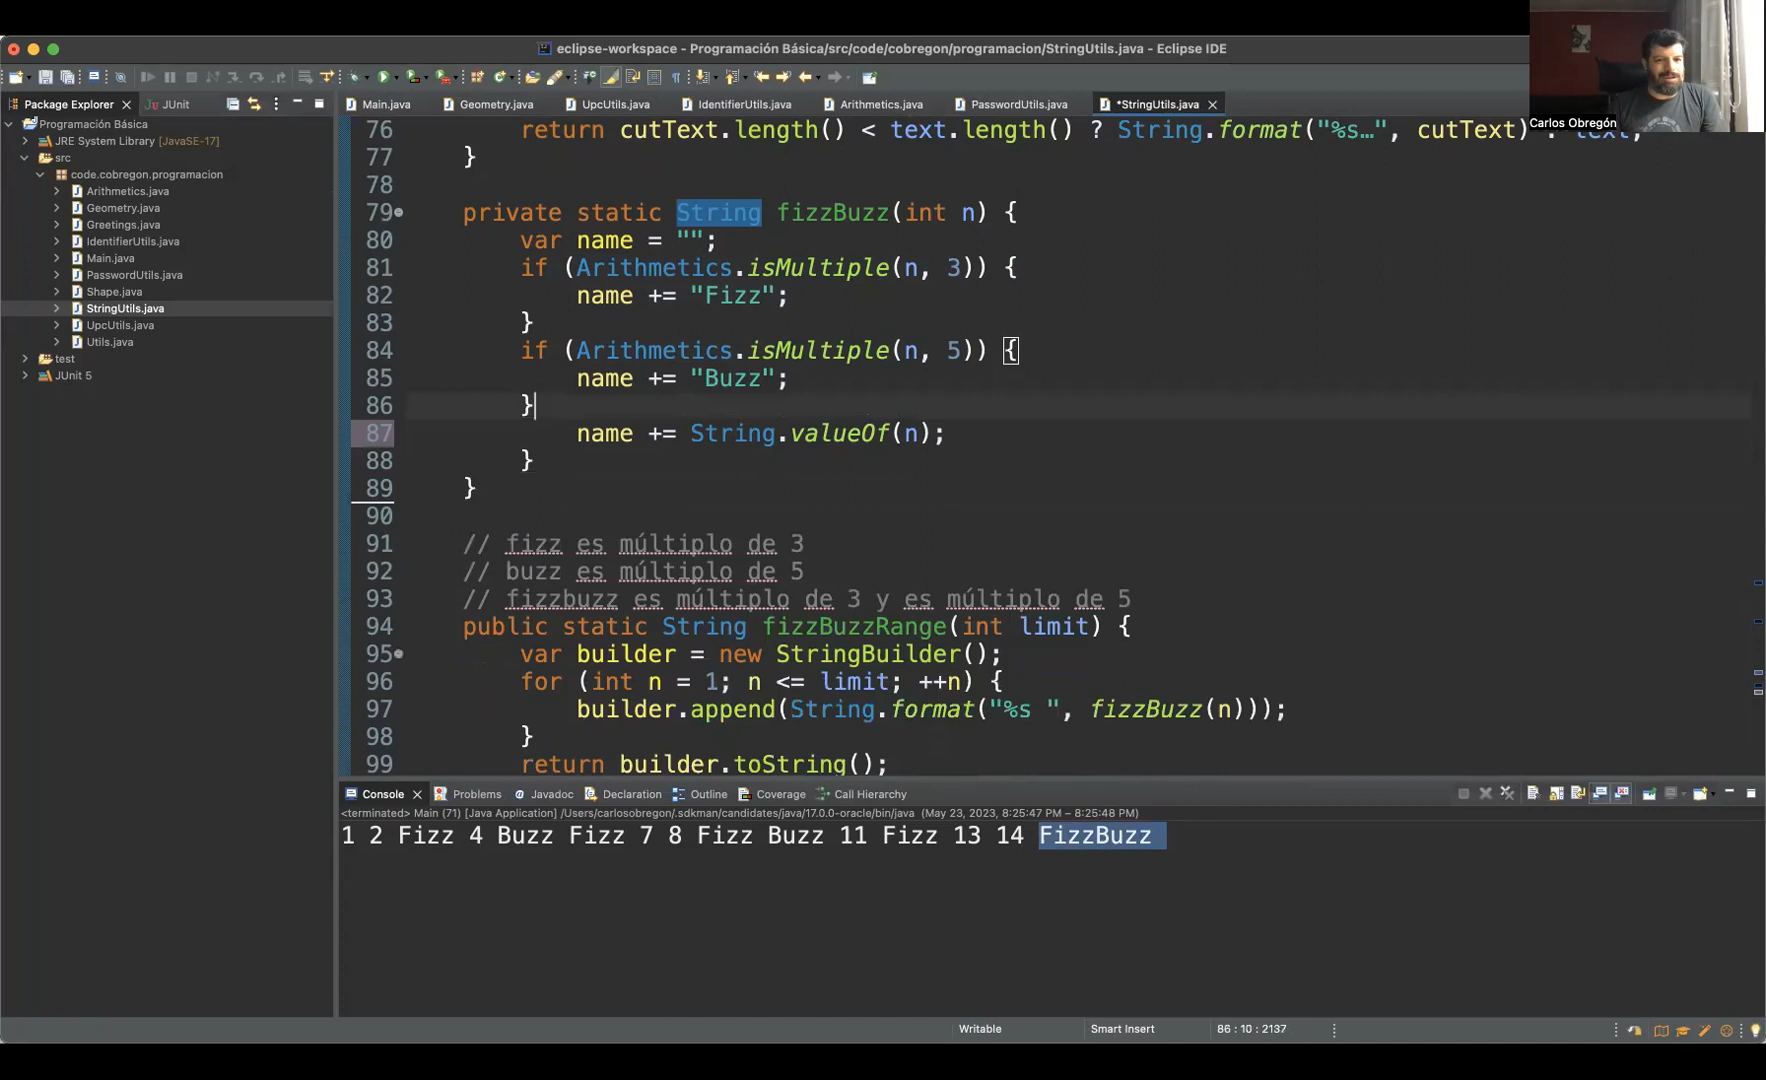 eclipse-workspace - Programación Básica/src/code/cobregon/programacion/StringUtils.java - Eclipse IDE
Carlos Obregón
Package Explorer
JUnit
Main.java
Geometry.java
UpcUtils.java
IdentifierUtils.java
Arithmetics.java
PasswordUtils.java
*StringUtils.java
Programación Básica
JRE System Library [JavaSE-17]
src
code.cobregon.programacion
Arithmetics.java
Geometry.java
Greetings.java
IdentifierUtils.java
Main.java
PasswordUtils.java
Shape.java
StringUtils.java
UpcUtils.java
Utils.java
test
JUnit 5
76 return cutText.length() < text.length() ? String.format("%s…", cutText) : text;
77 }
78
79 private static String fizzBuzz(int n) {
80 var name = "";
81 if (Arithmetics.isMultiple(n, 3)) {
82 name += "Fizz";
83 }
84 if (Arithmetics.isMultiple(n, 5)) {
85 name += "Buzz";
86 }
87 name += String.valueOf(n);
88 }
89 }
90
91 // fizz es múltiplo de 3
92 // buzz es múltiplo de 5
93 // fizzbuzz es múltiplo de 3 y es múltiplo de 5
94 public static String fizzBuzzRange(int limit) {
95 var builder = new StringBuilder();
96 for (int n = 1; n <= limit; ++n) {
97 builder.append(String.format("%s ", fizzBuzz(n)));
98 }
99 return builder.toString();
Console
Problems
Javadoc
Declaration
Outline
Coverage
Call Hierarchy
<terminated> Main (71) [Java Application] /Users/carlosobregon/.sdkman/candidates/java/17.0.0-oracle/bin/java (May 23, 2023, 8:25:47 PM – 8:25:48 PM)
1 2 Fizz 4 Buzz Fizz 7 8 Fizz Buzz 11 Fizz 13 14 FizzBuzz
Writable
Smart Insert
86 : 10 : 2137